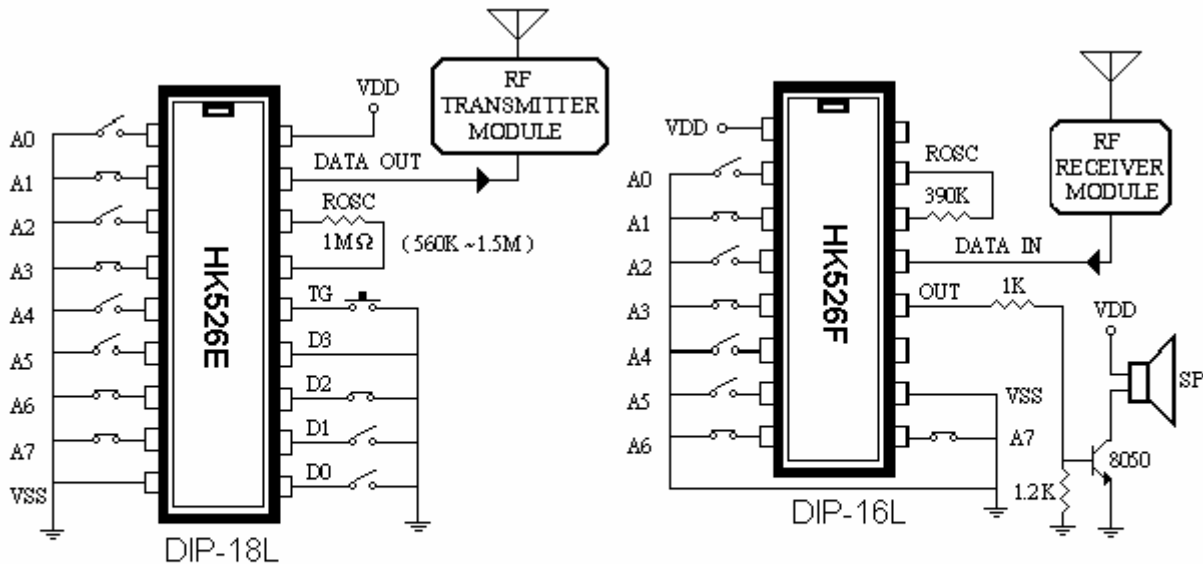 RF
TRANSMITTER
MODULE
VDD
A0
DATA OUT
A1
ROSC
A2
1MΩ
(560K ~1.5M)
A3
TG
A4
D3
A5
D2
A6
D1
A7
D0
VSS
HK526E
DIP-18L
RF
RECEIVER
MODULE
VDD
ROSC
A0
390K
A1
DATA IN
A2
OUT
1K
A3
VDD
A4
SP
A5
VSS
A6
A7
8050
1.2K
HK526F
DIP-16L